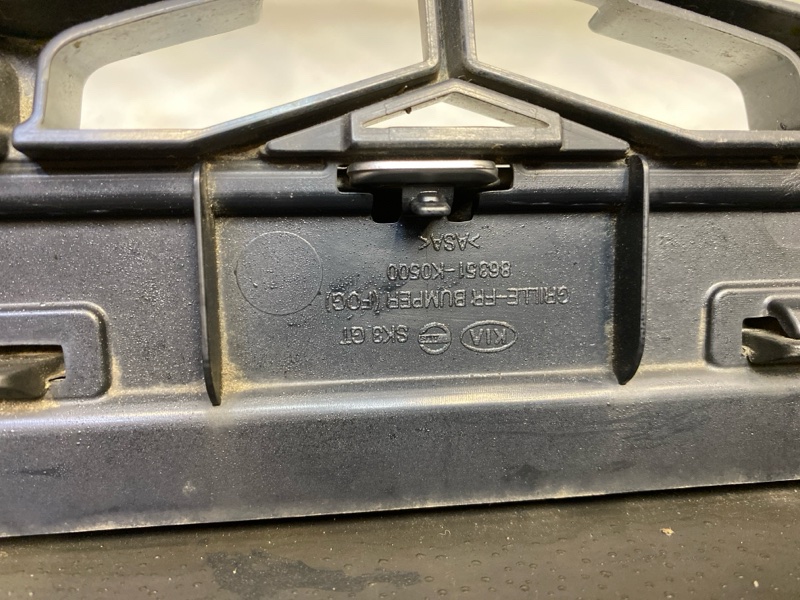 KIA SK3 GT
GRILLE-FR BUMPER (FOG)
86351-K0500
>ASA<